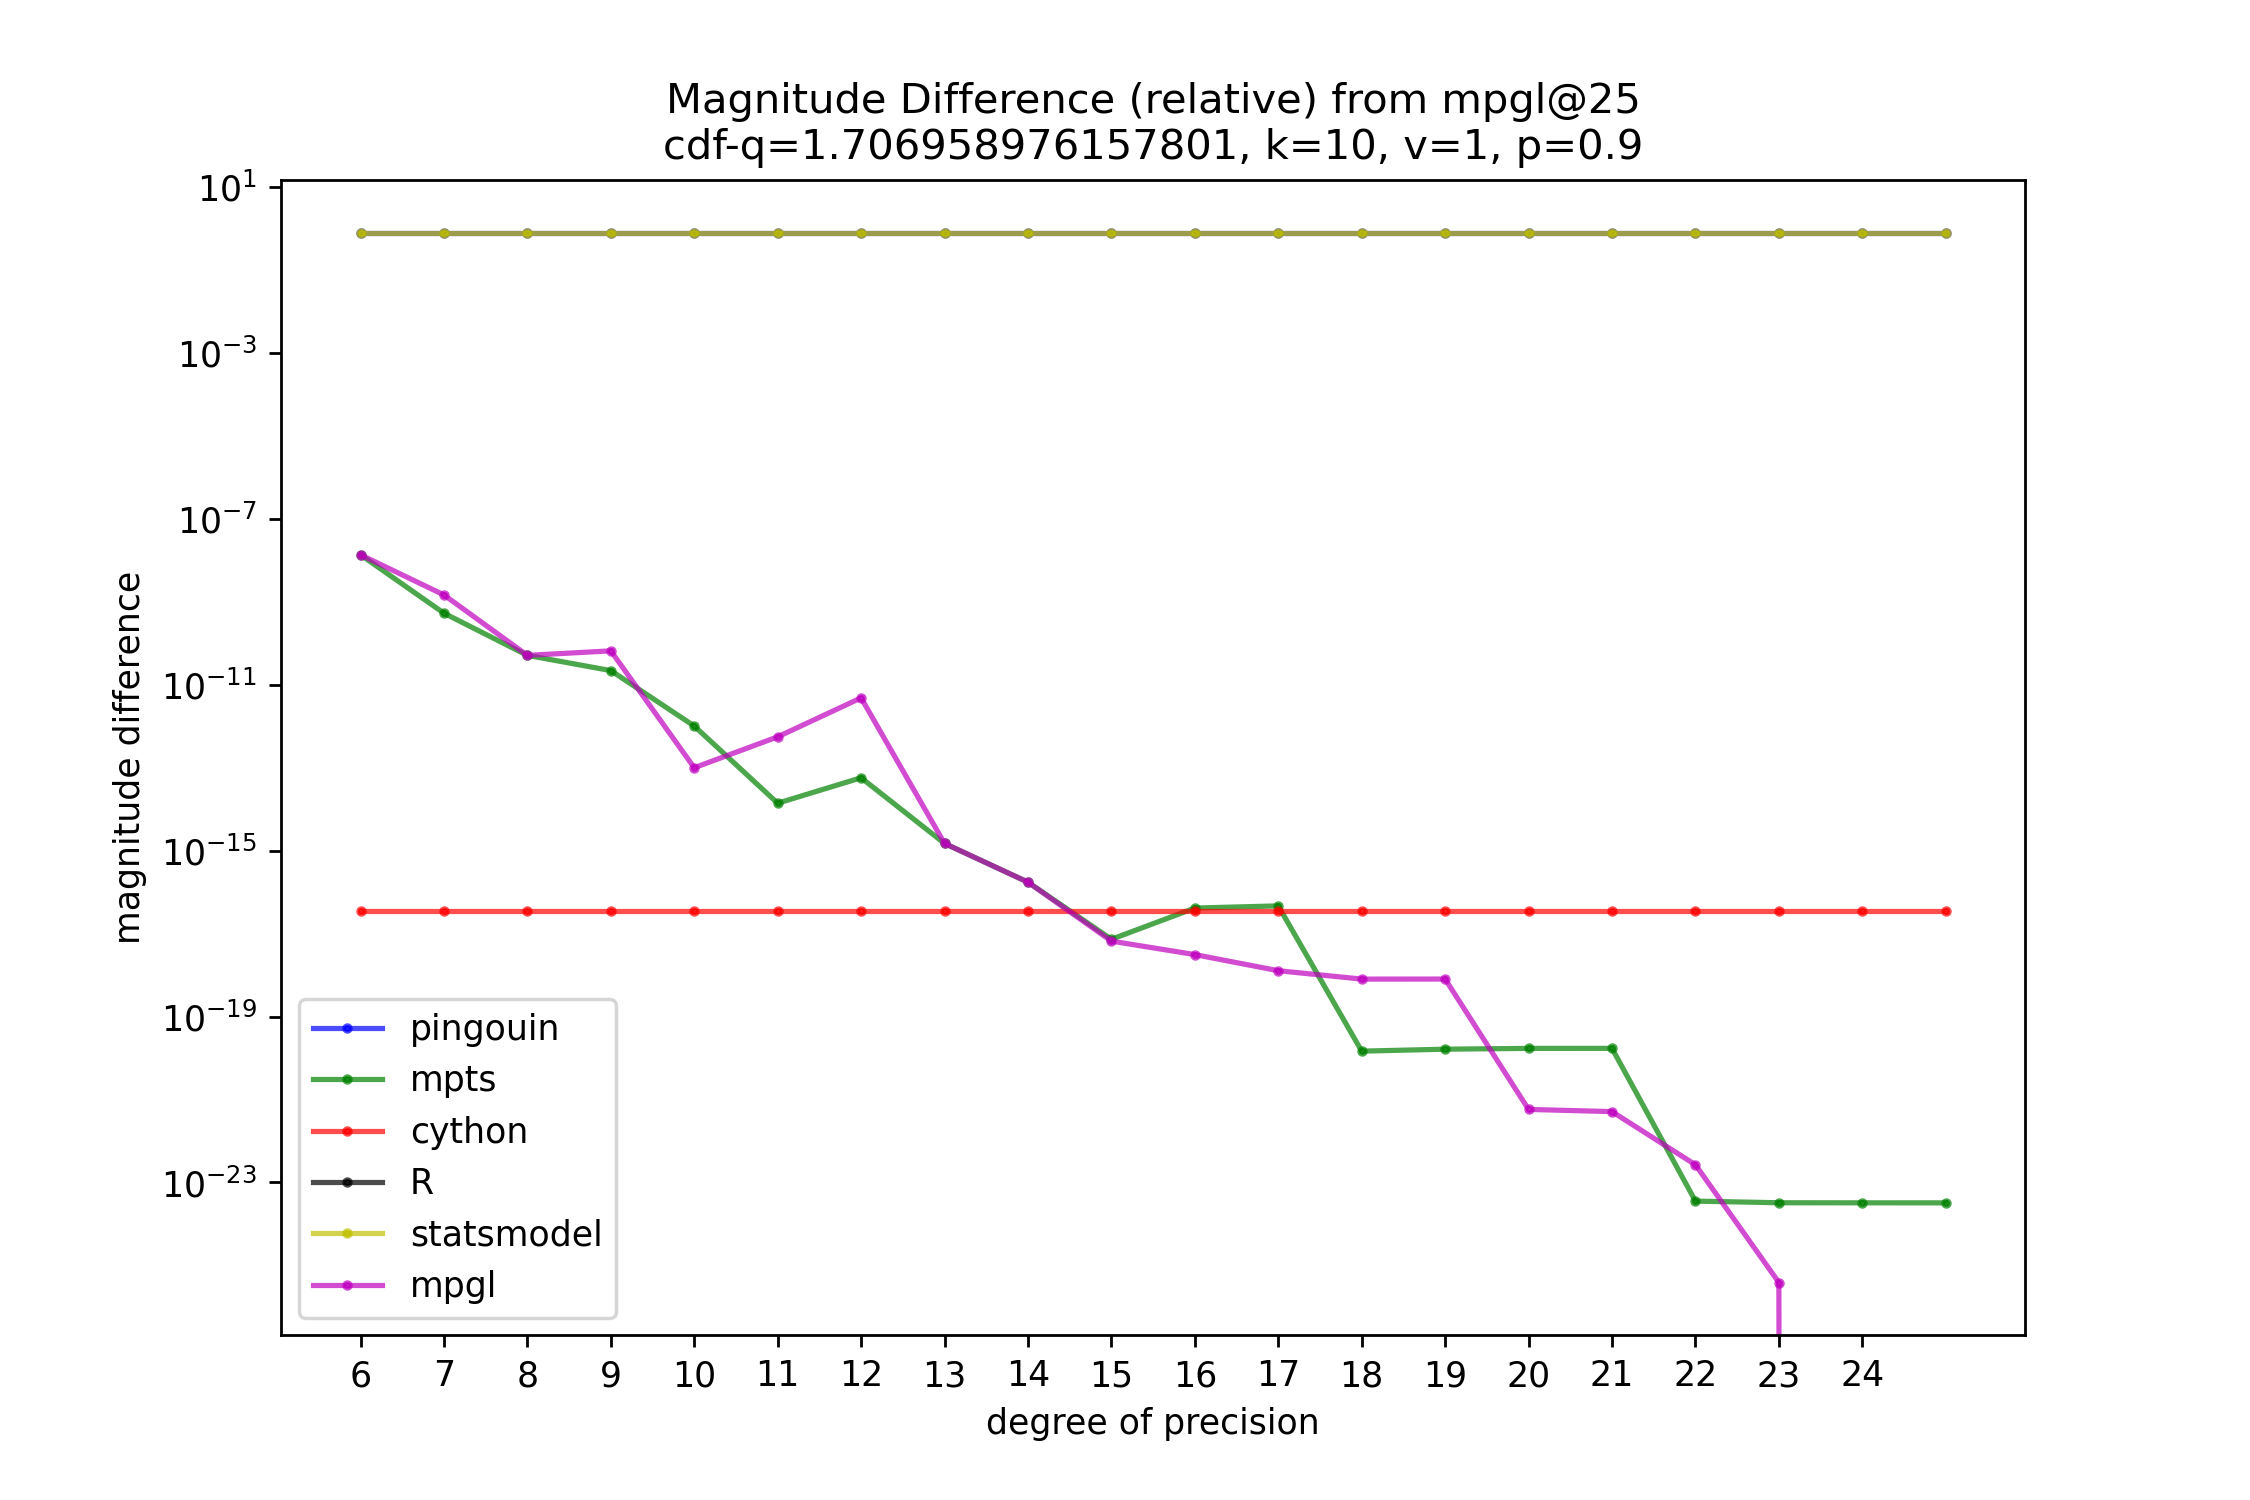 Magnitude Difference (relative) from mpgl@25
cdf-q=1.706958976157801, k=10, v=1, p=0.9
magnitude difference
10¹
10⁻³
10⁻⁷
10⁻¹¹
10⁻¹⁵
10⁻¹⁹
10⁻²³
pingouin
mpts
cython
R
statsmodel
mpgl
6 7 8 9 10 11 12 13 14 15 16 17 18 19 20 21 22 23 24
degree of precision